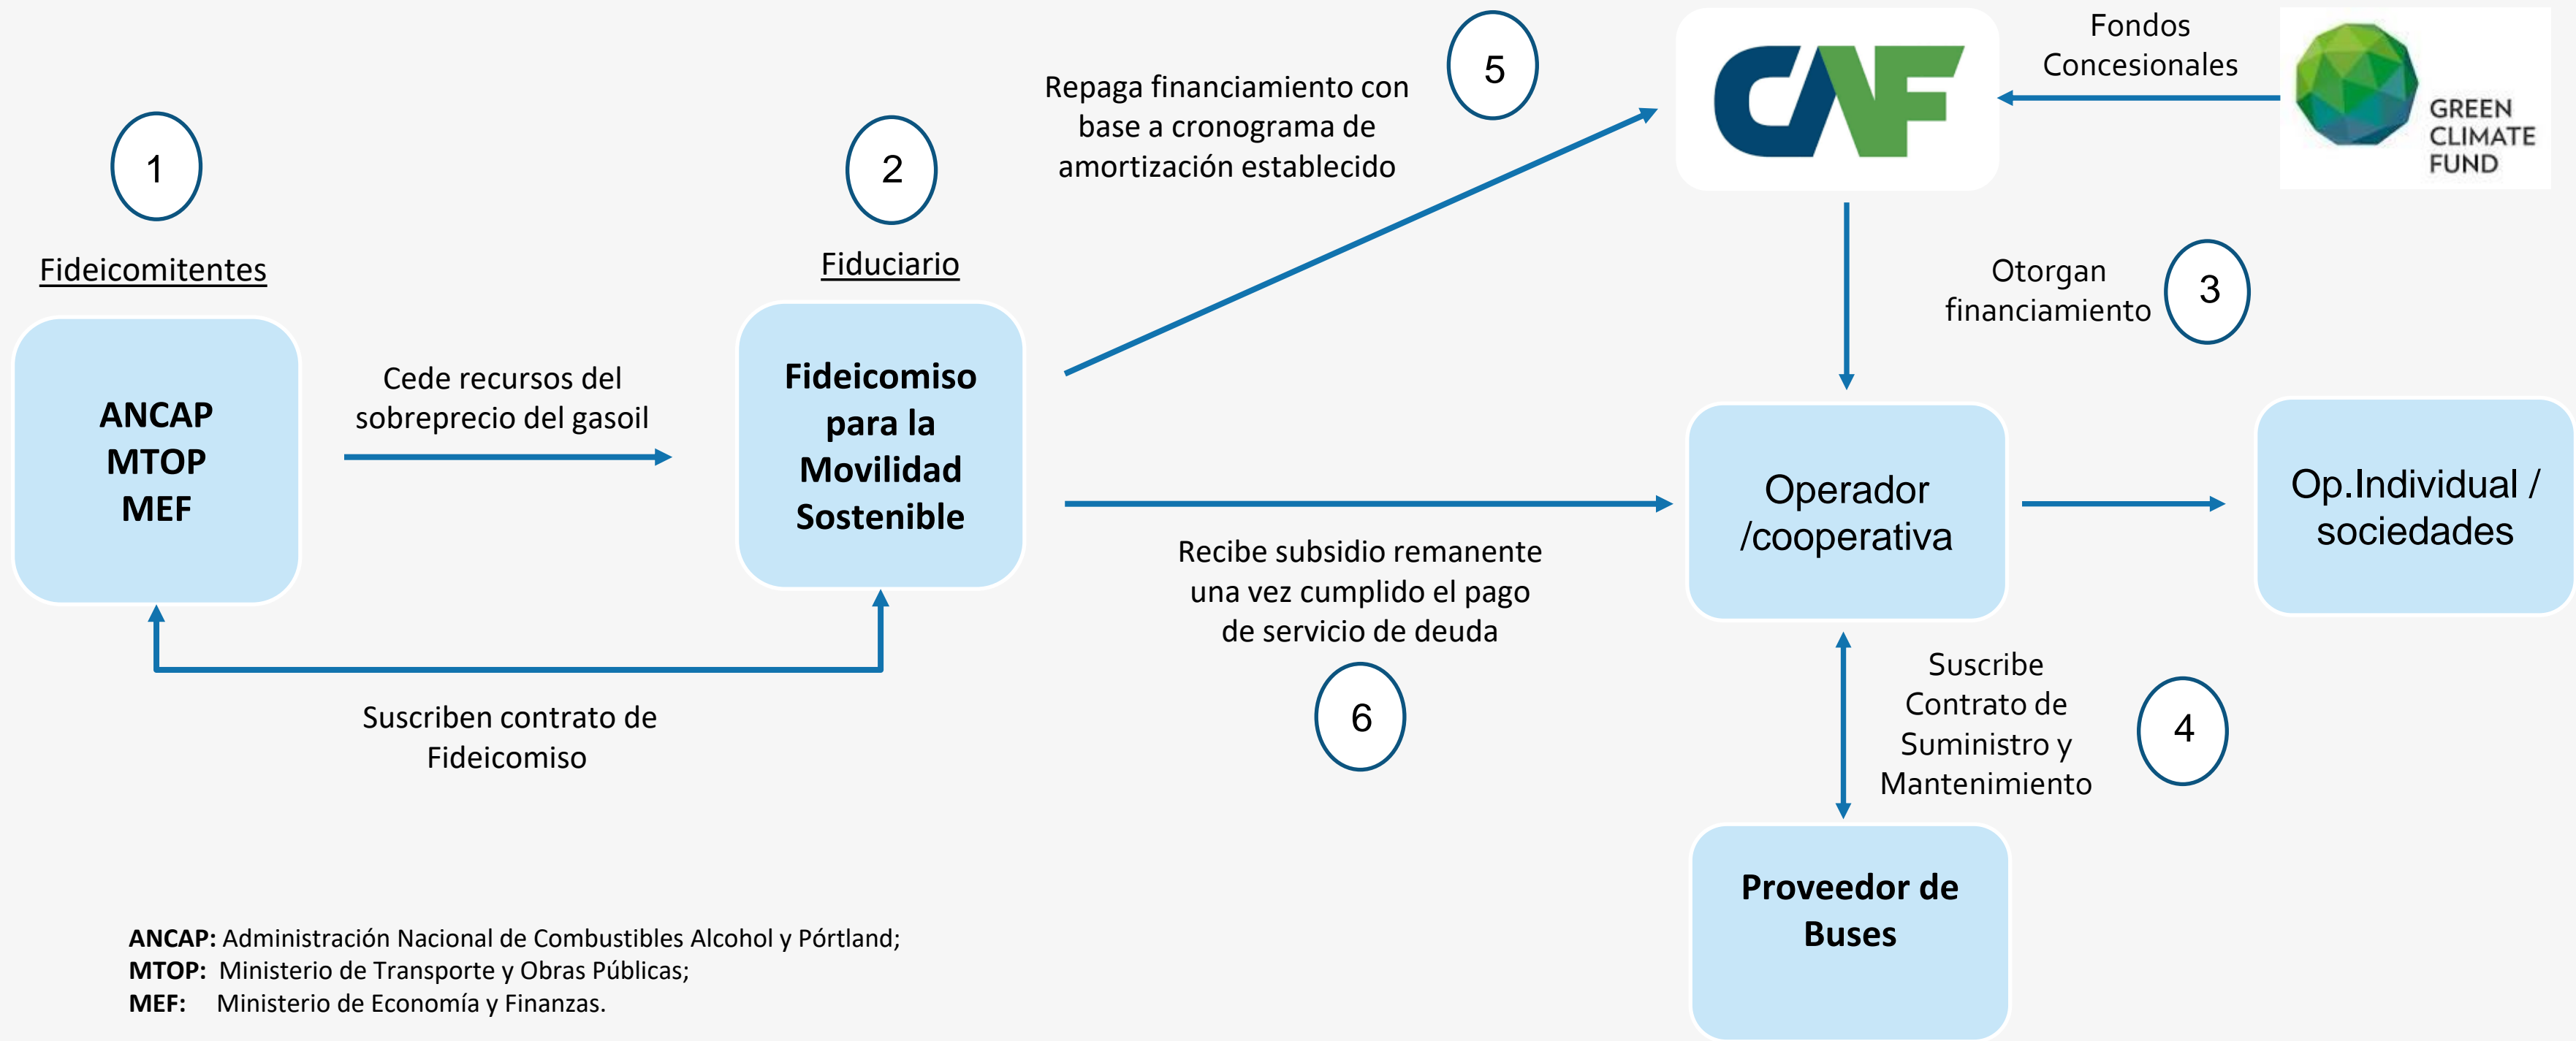 1
Fideicomitentes
ANCAP
MTOP
MEF
Cede recursos del
sobreprecio del gasoil
Suscriben contrato de
Fideicomiso
2
Fiduciario
Fideicomiso
para la
Movilidad
Sostenible
Repaga financiamiento con
base a cronograma de
amortización establecido
5
CAF
Fondos
Concesionales
GREEN
CLIMATE
FUND
Otorgan
financiamiento
3
Recibe subsidio remanente
una vez cumplido el pago
de servicio de deuda
6
Operador
/cooperativa
Op.Individual /
sociedades
Suscribe
Contrato de
Suministro y
Mantenimiento
4
Proveedor de
Buses
ANCAP: Administración Nacional de Combustibles Alcohol y Pórtland;
MTOP: Ministerio de Transporte y Obras Públicas;
MEF: Ministerio de Economía y Finanzas.